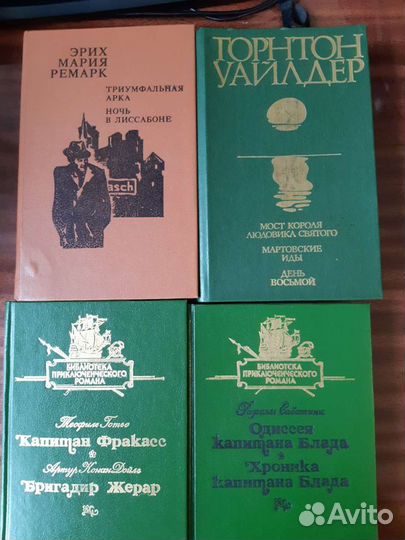 ЭРИХ
МАРИЯ
РЕМАРК
ТРИУМФАЛЬНАЯ
АРКА
НОЧЬ
В ЛИССАБОНЕ
asch
ТОРНТОН
УАЙЛДЕР
МОСТ КОРОЛЯ
ЛЮДОВИКА СВЯТОГО
МАРТОВСКИЕ
ИДЫ
ДЕНЬ
ВОСЬМОЙ
БИБЛИОТЕКА
ПРИКЛЮЧЕНЧЕСКОГО
РОМАНА
Теофиль Готье
Капитан Фракасс
Артур Конан Дойль
Бригадир Жерар
БИБЛИОТЕКА
ПРИКЛЮЧЕНЧЕСКОГО
РОМАНА
Рафаэль Сабатини
Одиссея
капитана Блада
Хроника
капитана Блада
Avito